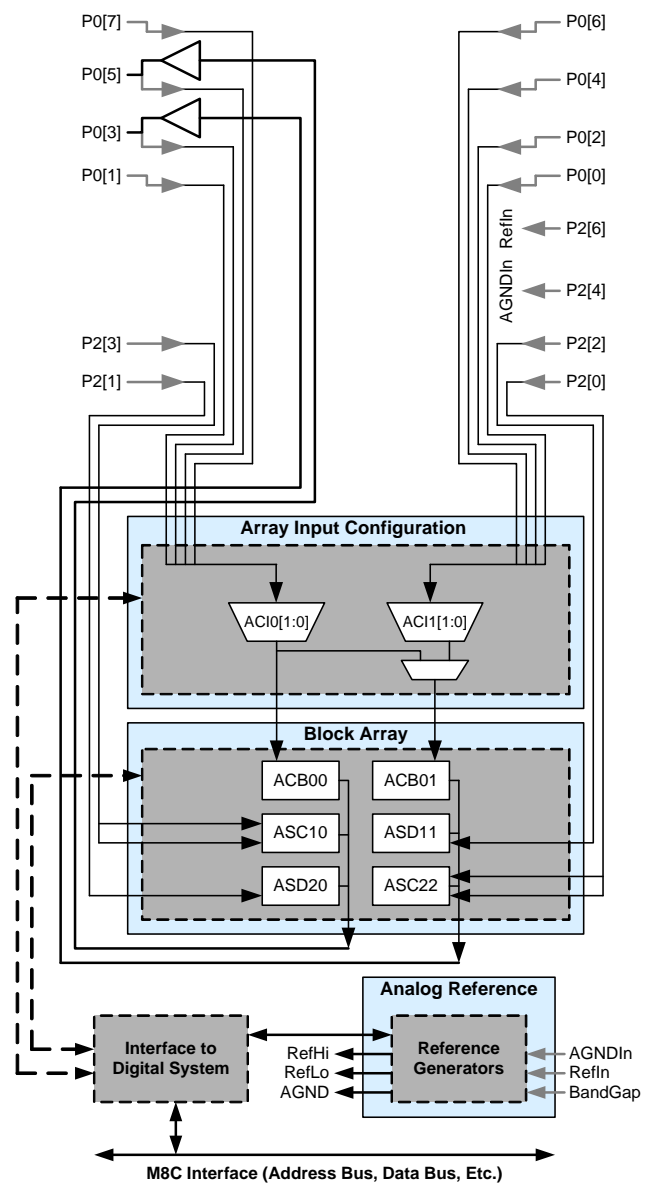 P0[7]
P0[6]
P0[5]
P0[4]
P0[3]
P0[2]
P0[1]
P0[0]
AGNDIn RefIn
P2[6]
P2[4]
P2[3]
P2[2]
P2[1]
P2[0]
Array Input Configuration
ACI0[1:0]
ACI1[1:0]
Block Array
ACB00
ACB01
ASC10
ASD11
ASD20
ASC22
Analog Reference
Interface to
Digital System
RefHi
RefLo
AGND
Reference
Generators
AGNDIn
RefIn
BandGap
M8C Interface (Address Bus, Data Bus, Etc.)